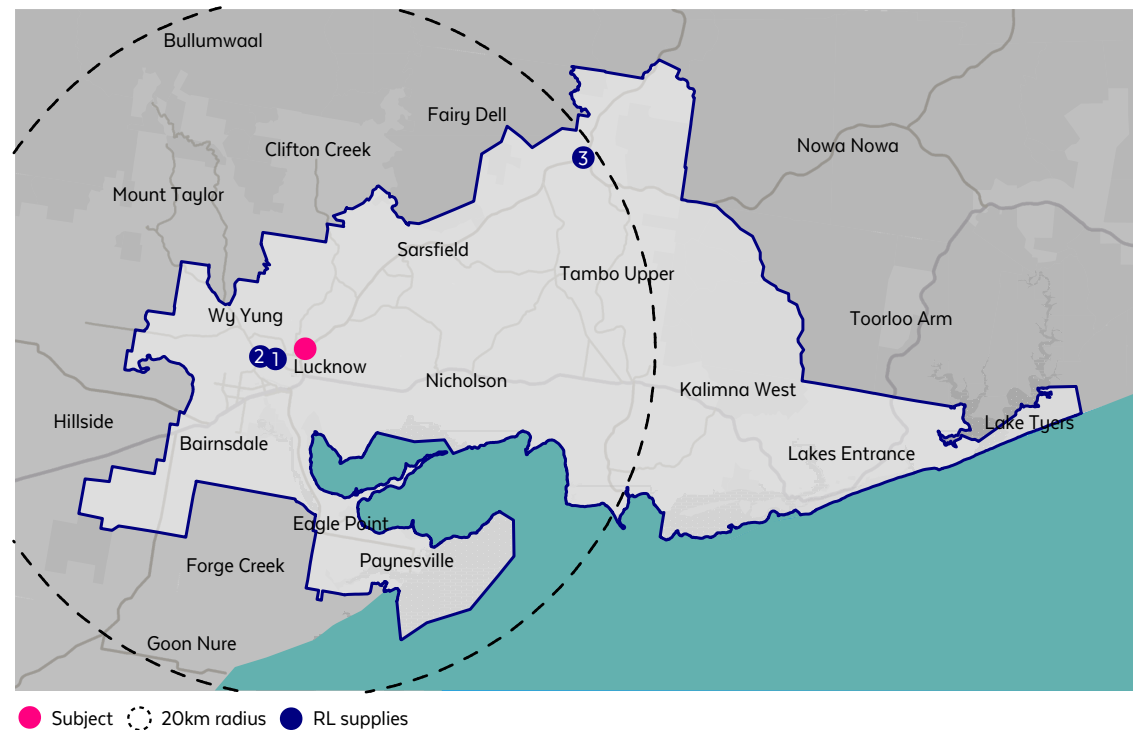 Bullumwaal
Fairy Dell
Clifton Creek
Nowa Nowa
3
Mount Taylor
Sarsfield
Tambo Upper
Wy Yung
Toorloo Arm
2 1
Lucknow
Nicholson
Kalimna West
Hillside
Lake Tyers
Bairnsdale
Lakes Entrance
Eagle Point
Forge Creek
Paynesville
Goon Nure
Subject 20km radius RL supplies